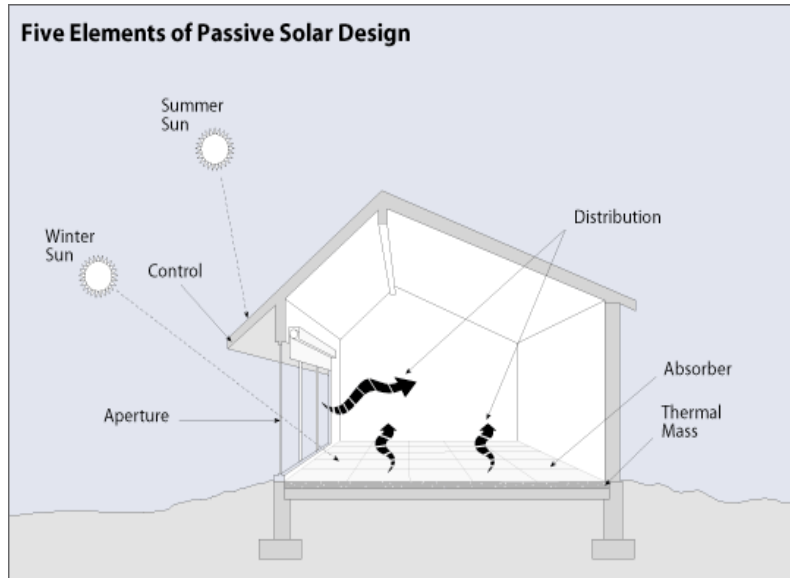 Five Elements of Passive Solar Design
Summer
Sun
Winter
Sun
Control
Distribution
Aperture
Absorber
Thermal
Mass